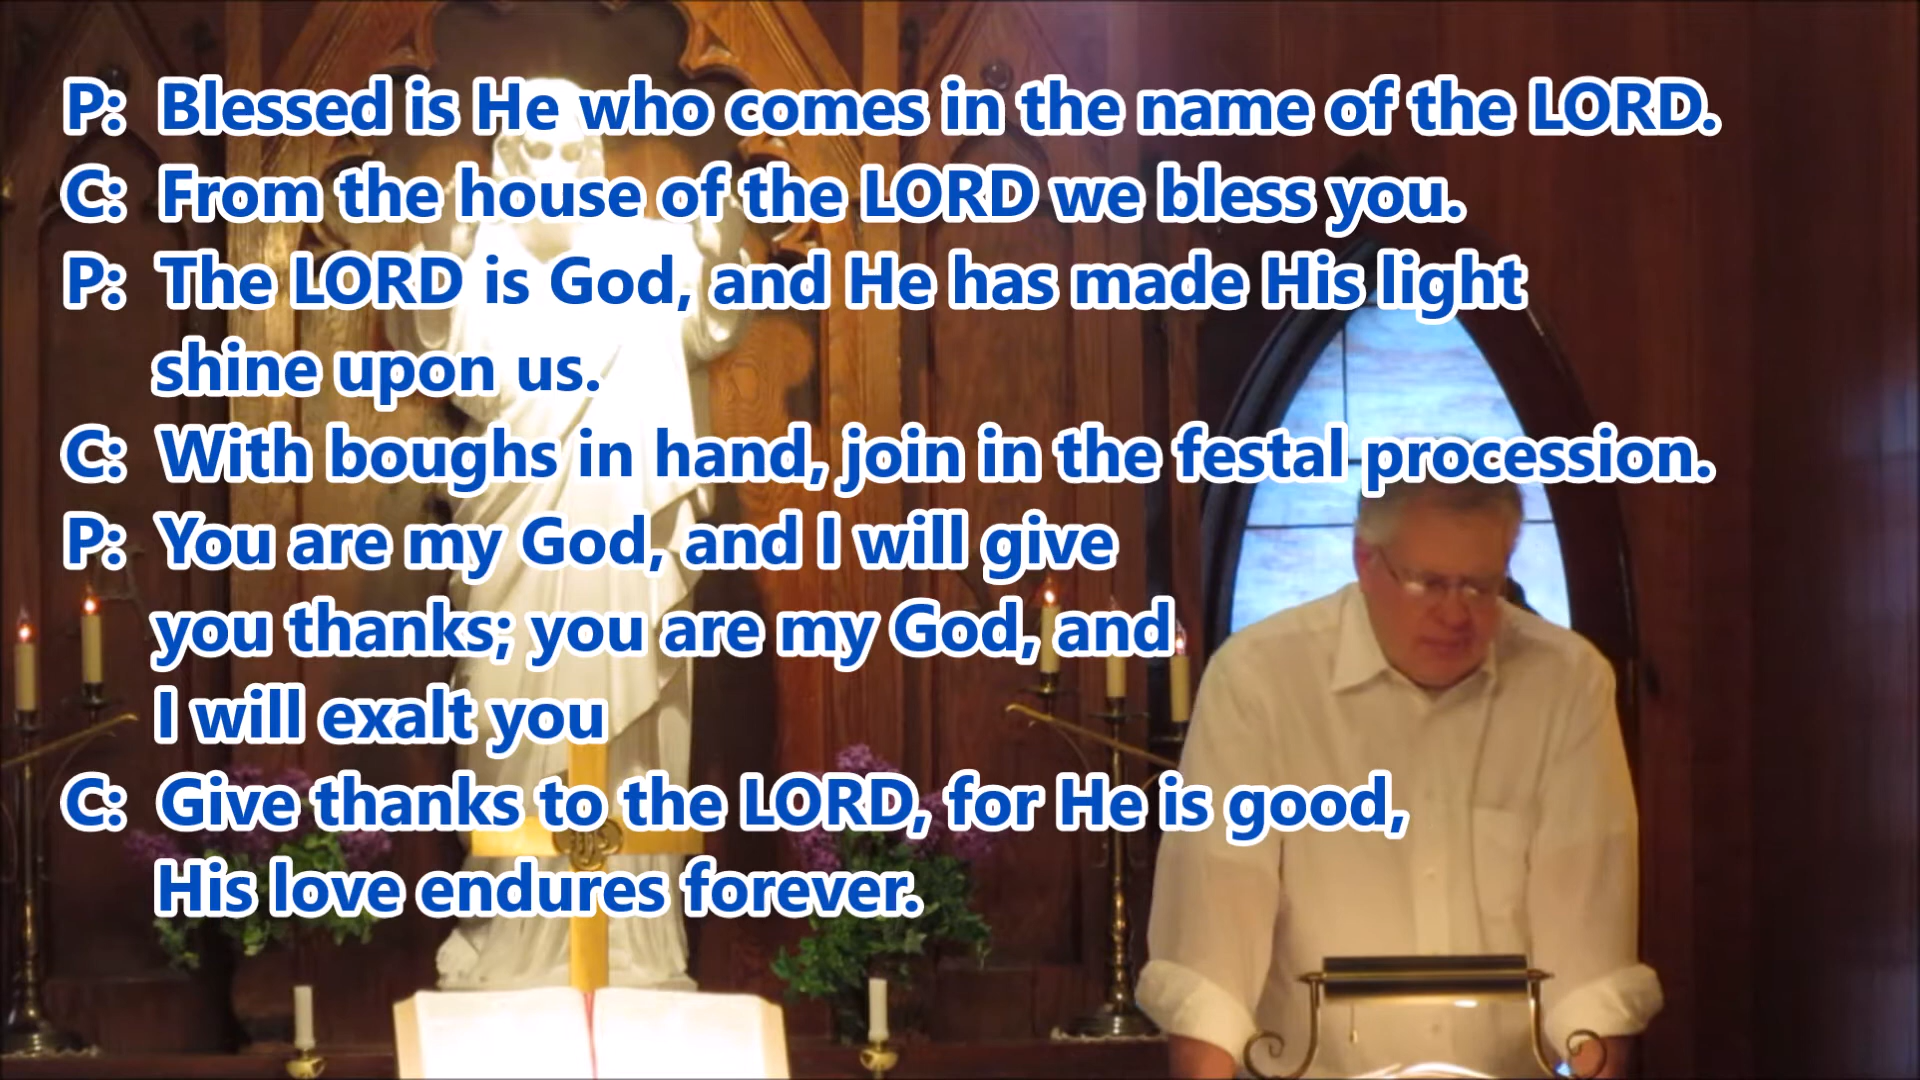 P: Blessed is He who comes in the name of the LORD.
C: From the house of the LORD we bless you.
P: The LORD is God, and He has made His light
shine upon us.
C: With boughs in hand, join in the festal procession.
P: You are my God, and I will give
you thanks; you are my God, and
I will exalt you
C: Give thanks to the LORD, for He is good,
His love endures forever.